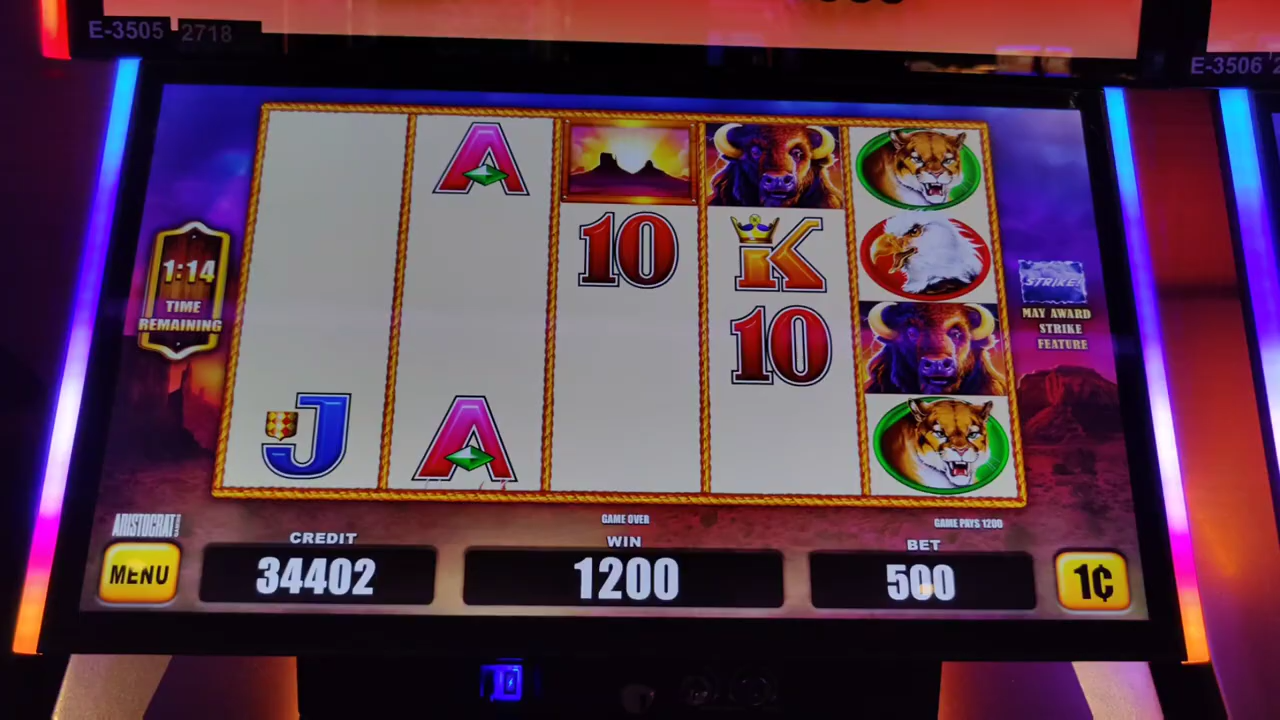 E-3505 2718
E-3506
A
10
K
10
J
A
1:14
TIME
REMAINING
STRIKE!
MAY AWARD
STRIKE
FEATURE
ARISTOCRAT
GAME OVER
GAME PAYS 1200
MENU
CREDIT
34402
WIN
1200
BET
500
1¢